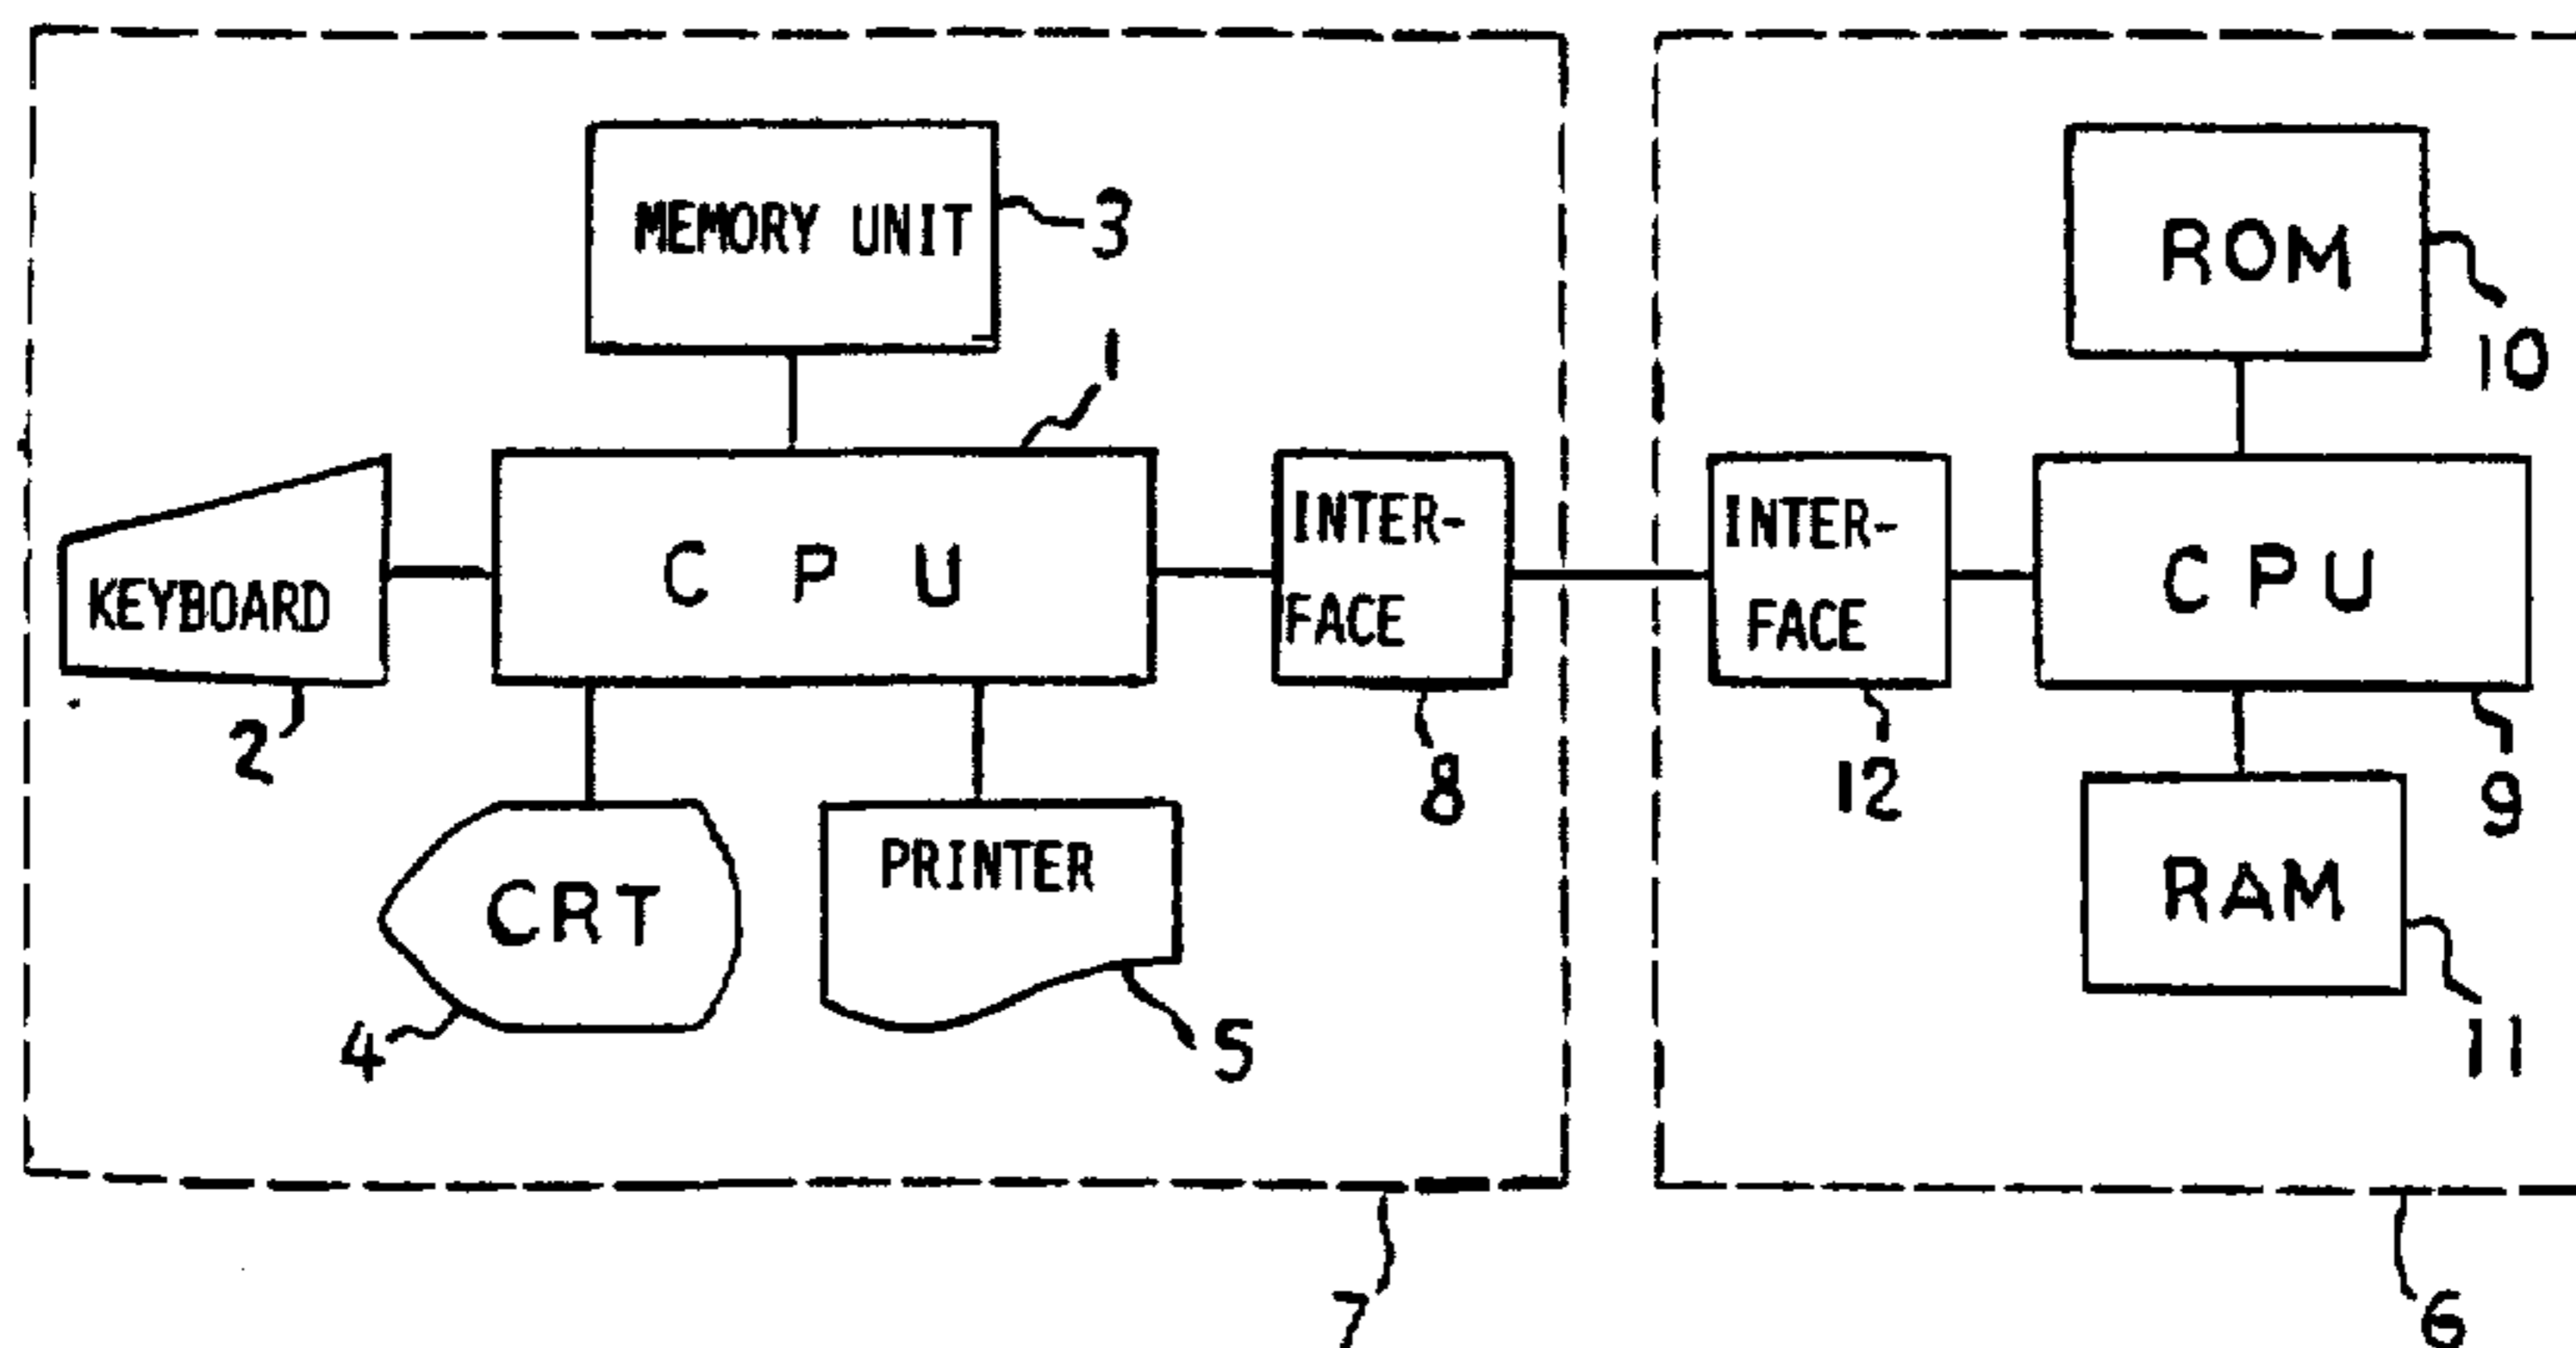 MEMORY UNIT
3
1
KEYBOARD
2
C P U
INTER-
FACE
8
CRT
4
PRINTER
5
7
ROM
10
INTER-
FACE
12
CPU
9
RAM
11
6